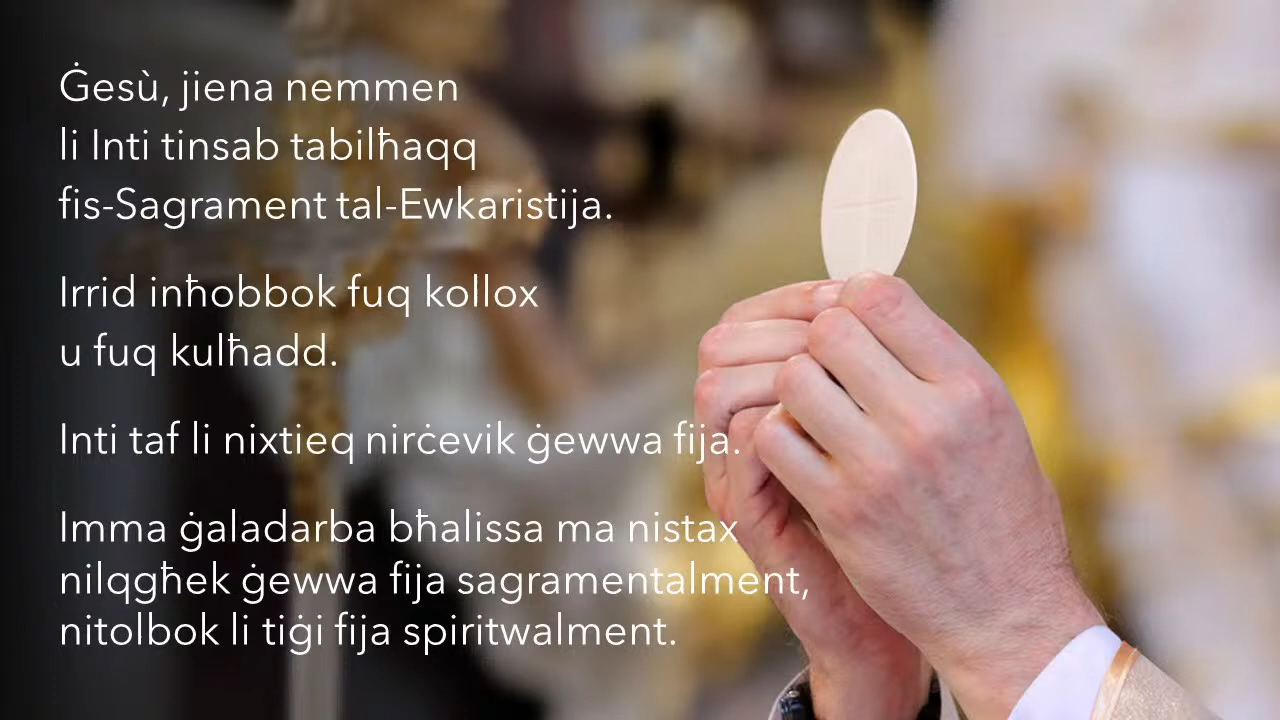 Ġesù, jiena nemmen
li Inti tinsab tabilħaqq
fis-Sagrament tal-Ewkaristija.
Irrid inħobbok fuq kollox
u fuq kulħadd.
Inti taf li nixtieq nirċevik ġewwa fija.
Imma ġaladarba bħalissa ma nistax
nilqgħek ġewwa fija sagramentalment,
nitolbok li tiġi fija spiritwalment.